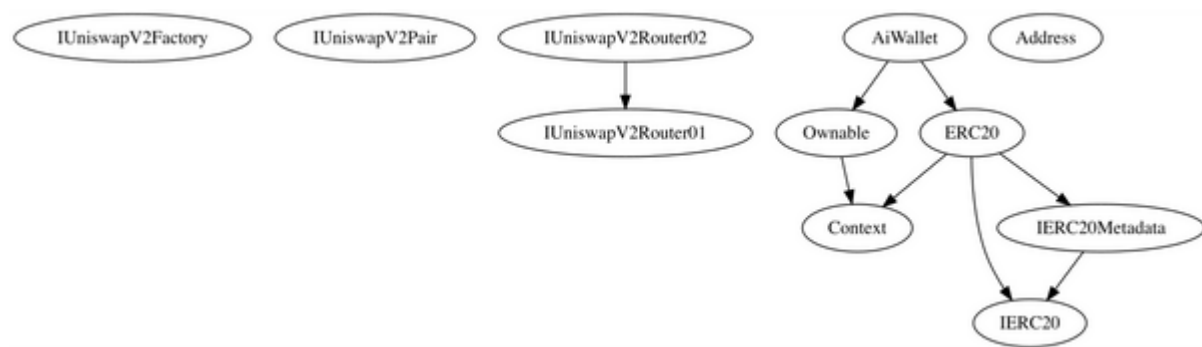 IUniswapV2Factory
IUniswapV2Pair
IUniswapV2Router02
AiWallet
Address
IUniswapV2Router01
Ownable
ERC20
Context
IERC20Metadata
IERC20